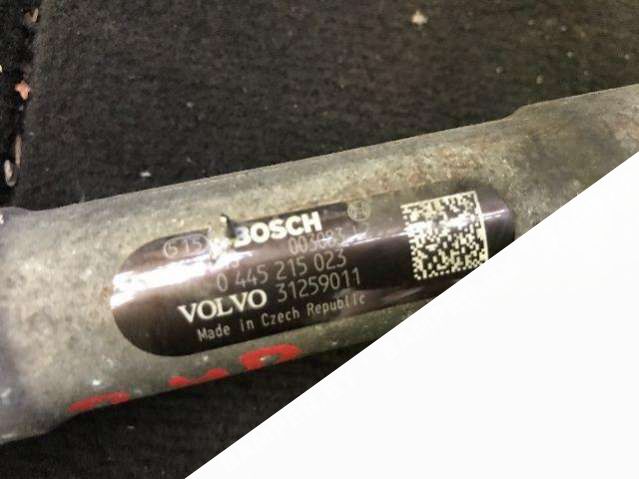 BOSCH
0 445 215 023
VOLVO 31259011
Made in Czech Republic